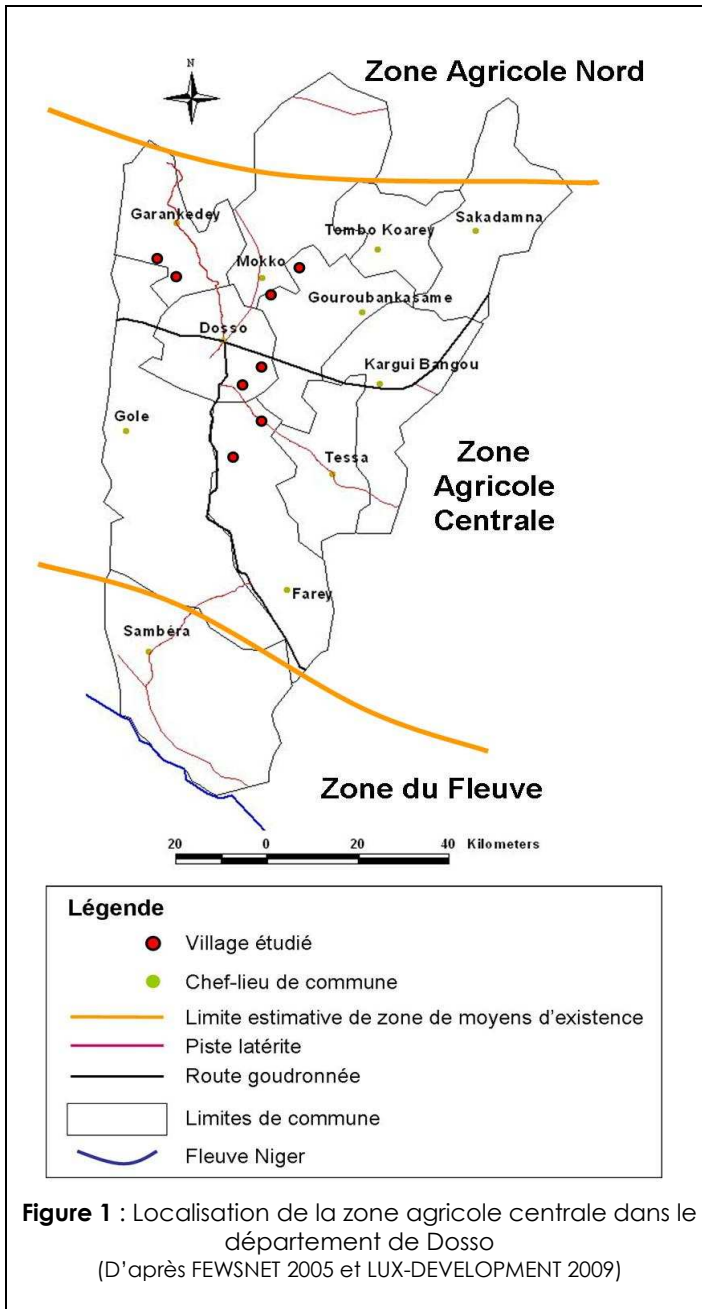 N
Zone Agricole Nord
Garankedey
Sakadamna
Tombo Koarey
Mokko
Gouroubankasame
Dosso
Kargui Bangou
Gole
Tessa
Zone
Agricole
Centrale
Farey
Sambéra
Zone du Fleuve
20 0 20 40 Kilometers
Légende
Village étudié
Chef-lieu de commune
Limite estimative de zone de moyens d'existence
Piste latérite
Route goudronnée
Limites de commune
Fleuve Niger
Figure 1 : Localisation de la zone agricole centrale dans le
département de Dosso
(D'après FEWSNET 2005 et LUX-DEVELOPMENT 2009)